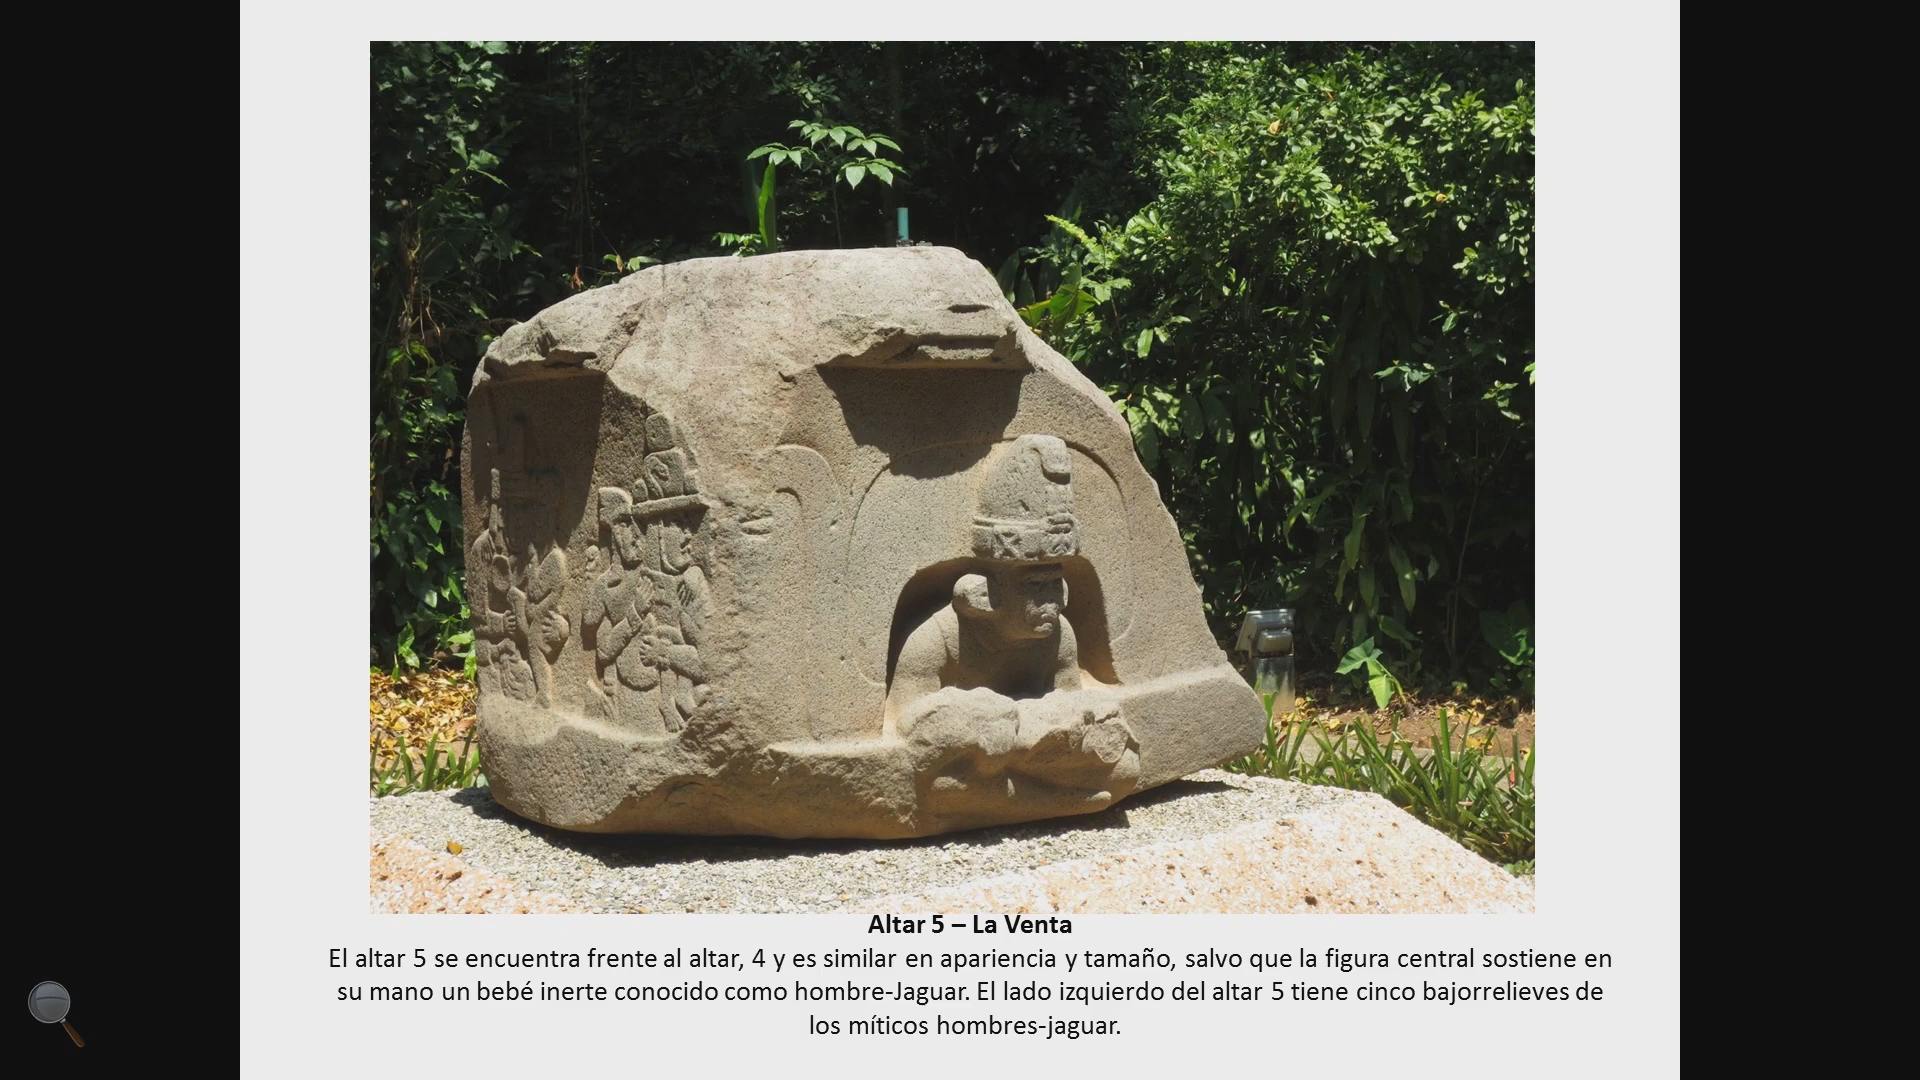 Altar 5 – La Venta
El altar 5 se encuentra frente al altar, 4 y es similar en apariencia y tamaño, salvo que la figura central sostiene en
su mano un bebé inerte conocido como hombre-Jaguar. El lado izquierdo del altar 5 tiene cinco bajorrelieves de
los míticos hombres-jaguar.